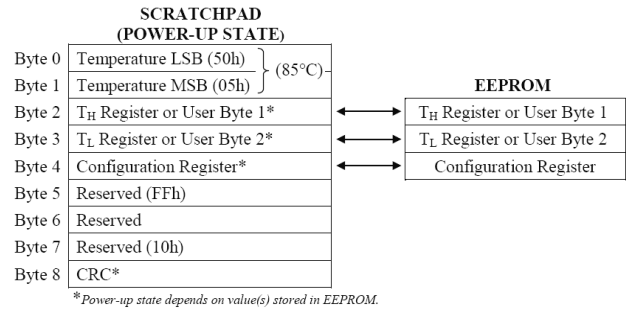 SCRATCHPAD
(POWER-UP STATE)
Byte 0 Temperature LSB (50h)
(85°C)
Byte 1 Temperature MSB (05h)
EEPROM
Byte 2 TH Register or User Byte 1* TH Register or User Byte 1
Byte 3 TL Register or User Byte 2* TL Register or User Byte 2
Byte 4 Configuration Register* Configuration Register
Byte 5 Reserved (FFh)
Byte 6 Reserved
Byte 7 Reserved (10h)
Byte 8 CRC*
*Power-up state depends on value(s) stored in EEPROM.